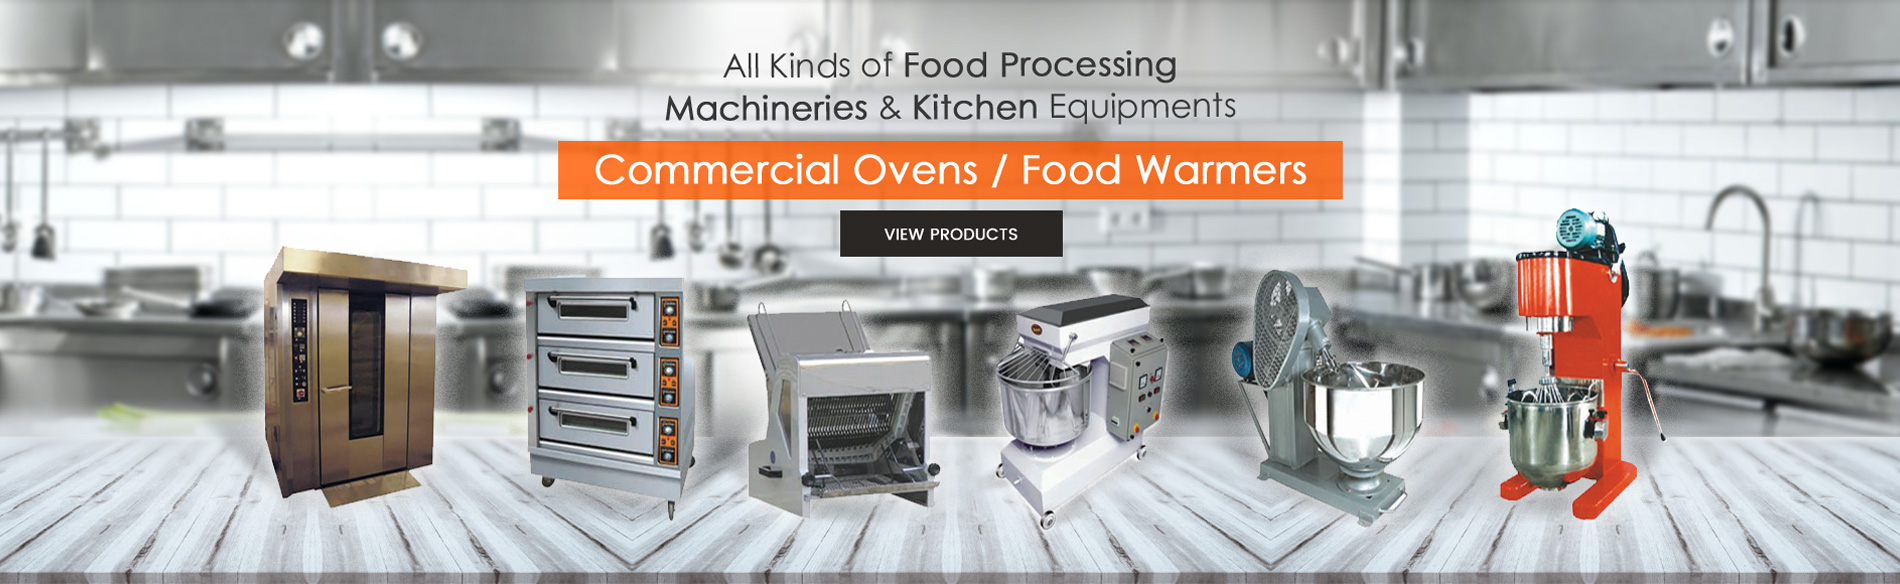 All Kinds of Food Processing
Machineries & Kitchen Equipments
Commercial Ovens / Food Warmers
VIEW PRODUCTS